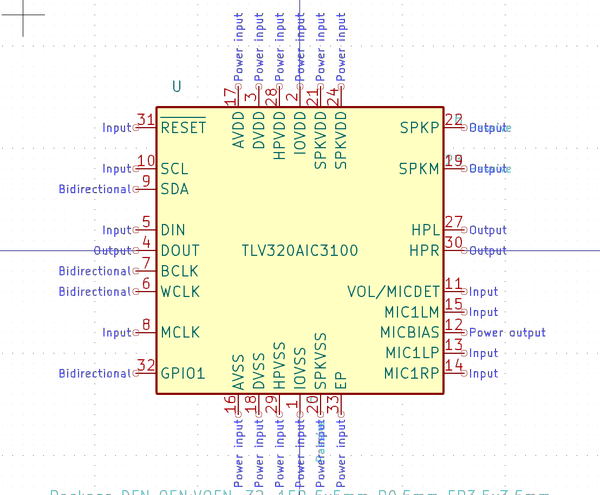 Power input Power input Power input Power input Power input Power input
17 3 28 2 21 24
U
AVDD DVDD HPVDD IOVDD SPKVDD SPKVDD
Input 31 RESET SPKP 22 Output
Input 10 SCL SPKM 19 Output
Bidirectional 9 SDA
Input 5 DIN HPL 27 Output
Output 4 DOUT TLV320AIC3100 HPR 30 Output
Bidirectional 7 BCLK
Bidirectional 6 WCLK VOL/MICDET 11 Input
MIC1LM 15 Input
Input 8 MCLK MICBIAS 12 Power output
MIC1LP 13 Input
Bidirectional 32 GPIO1 MIC1RP 14 Input
AVSS DVSS HPVSS IOVSS SPKVSS EP
16 18 29 1 20 33
Power input Power input Power input Power input Power input Power input